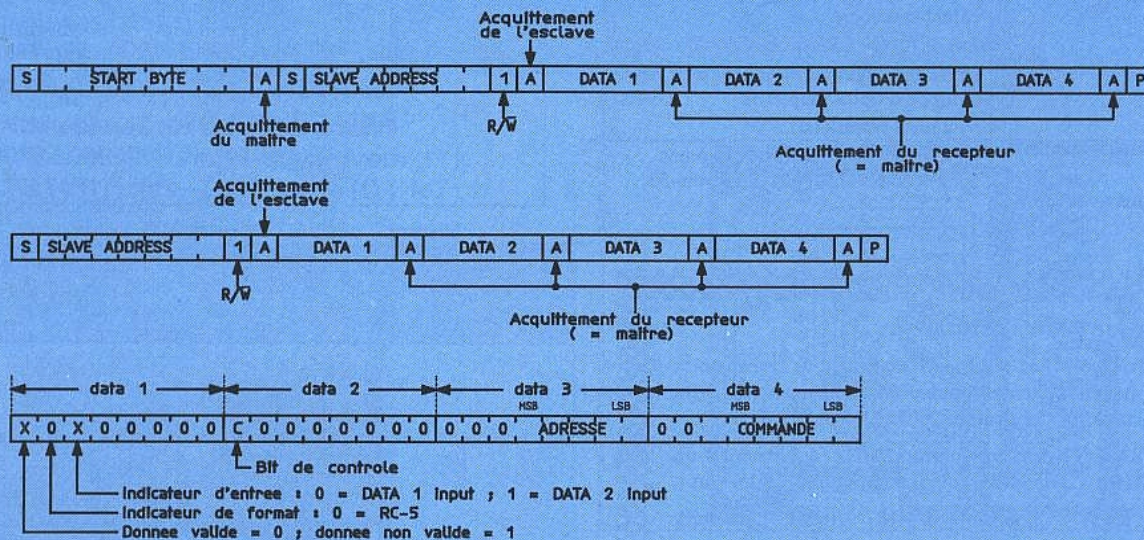 Acquittement
de l'esclave
S START BYTE A S SLAVE ADDRESS 1 A DATA 1 A DATA 2 A DATA 3 A DATA 4 A P
Acquittement
du maitre
R/W̅
Acquittement du recepteur
( = maitre)
Acquittement
de l'esclave
S SLAVE ADDRESS 1 A DATA 1 A DATA 2 A DATA 3 A DATA 4 A P
R/W̅
Acquittement du recepteur
( = maitre)
data 1 data 2 data 3 data 4
MSB LSB MSB LSB
X 0 X 0 0 0 0 0 C 0 0 0 0 0 0 0 0 0 0 ADRESSE 0 0 COMMANDE
Bit de controle
Indicateur d'entree : 0 = DATA 1 input ; 1 = DATA 2 input
Indicateur de format : 0 = RC-5
Donnee valide = 0 ; donnee non valide = 1